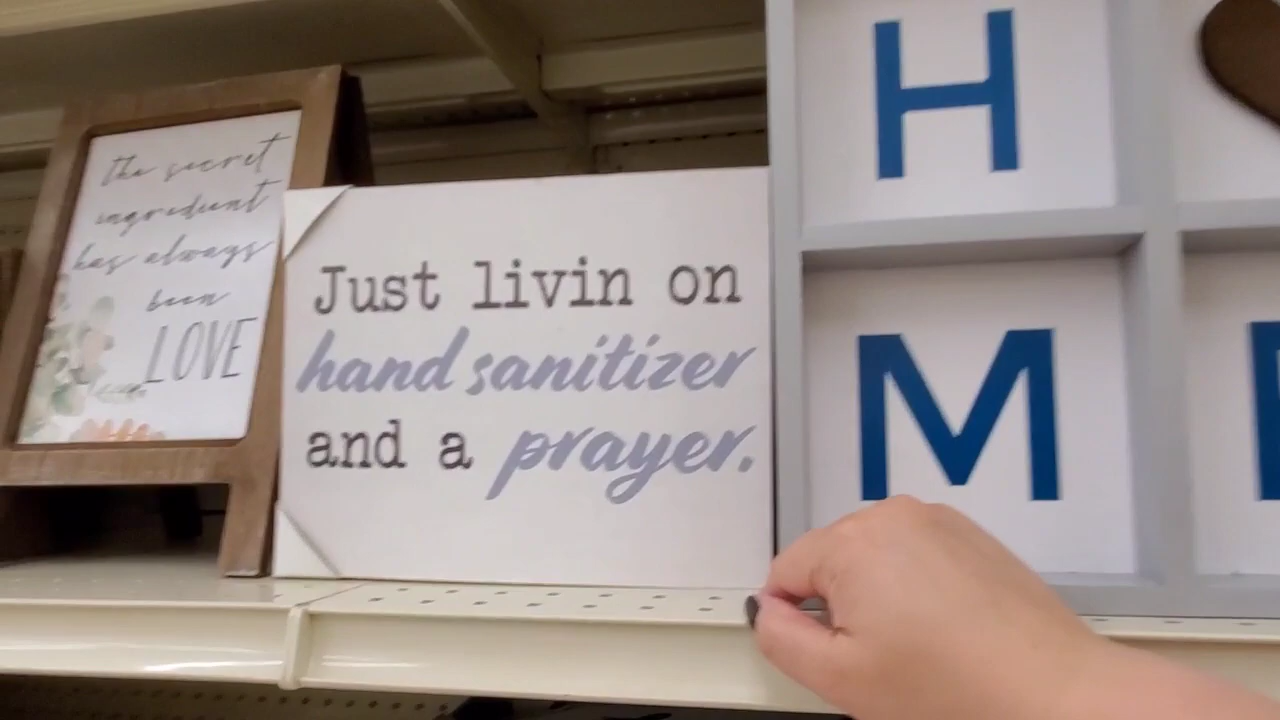 the secret
ingredient
has always
been
LOVE
Just livin on
hand sanitizer
and a prayer.
H
M